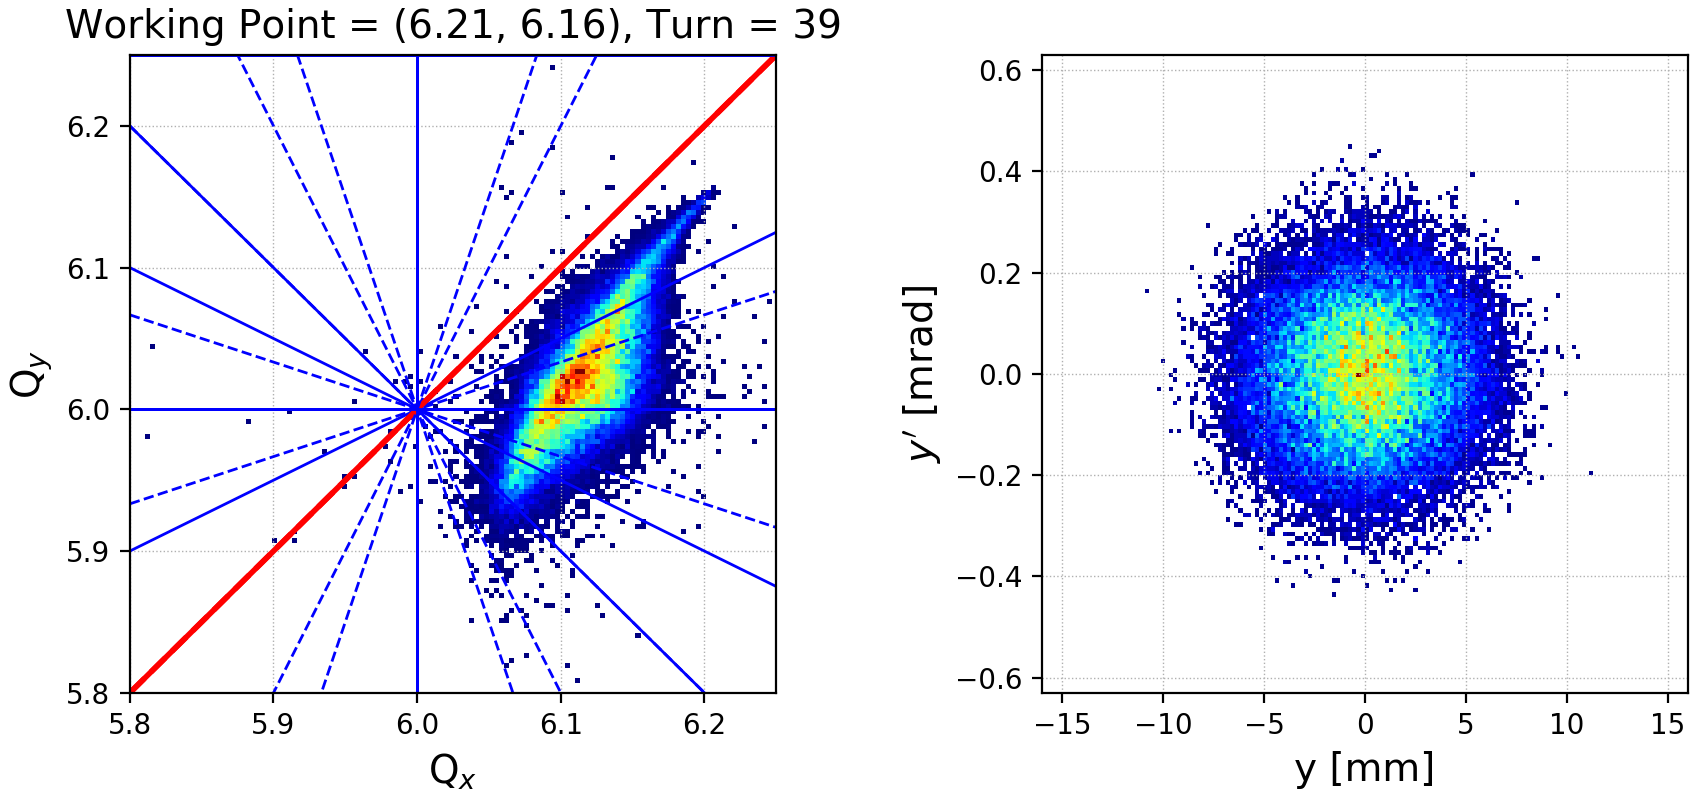 Working Point = (6.21, 6.16), Turn = 39
6.2
6.1
6.0
5.9
5.8
Q_y
5.8 5.9 6.0 6.1 6.2
Q_x
0.6
0.4
0.2
0.0
−0.2
−0.4
−0.6
y′ [mrad]
−15 −10 −5 0 5 10 15
y [mm]